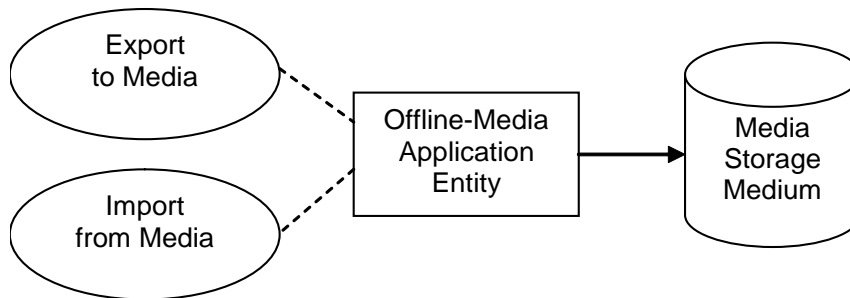 Export
to Media
Offline-Media
Application
Entity
Media
Storage
Medium
Import
from Media